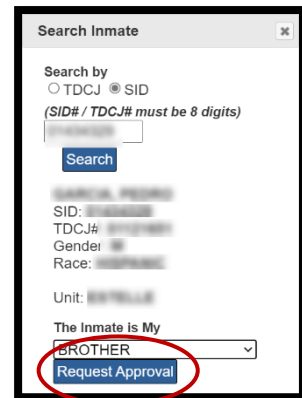 Search Inmate
Search by
TDCJ SID
(SID# / TDCJ# must be 8 digits)
Search
SID:
TDCJ#
Gender
Race:
Unit:
The Inmate is My
BROTHER
Request Approval